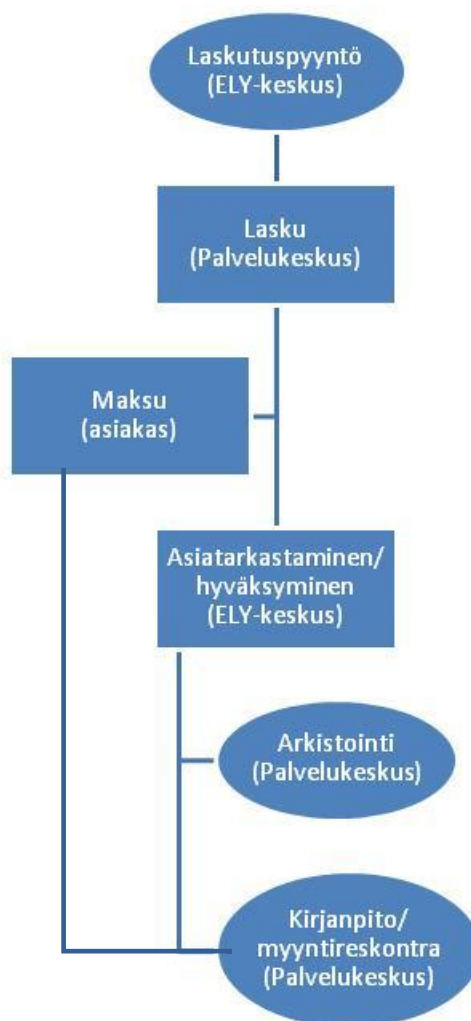 Laskutuspyyntö
(ELY-keskus)
Lasku
(Palvelukeskus)
Maksu
(asiakas)
Asiatarkastaminen/
hyväksyminen
(ELY-keskus)
Arkistointi
(Palvelukeskus)
Kirjanpito/
myyntireskontra
(Palvelukeskus)